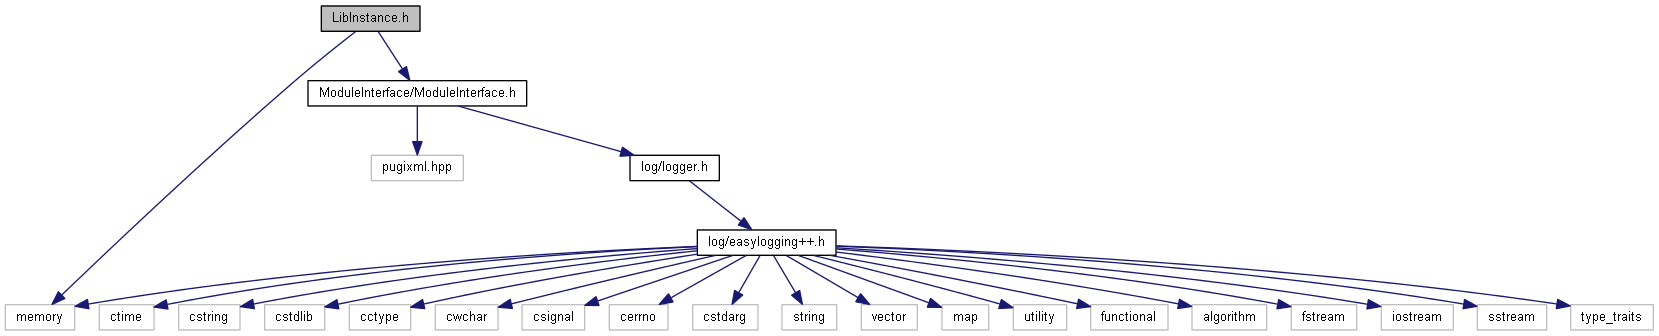 LibInstance.h
ModuleInterface/ModuleInterface.h
pugixml.hpp
log/logger.h
log/easylogging++.h
memory
ctime
cstring
cstdlib
cctype
cwchar
csignal
cerrno
cstdarg
string
vector
map
utility
functional
algorithm
fstream
iostream
sstream
type_traits